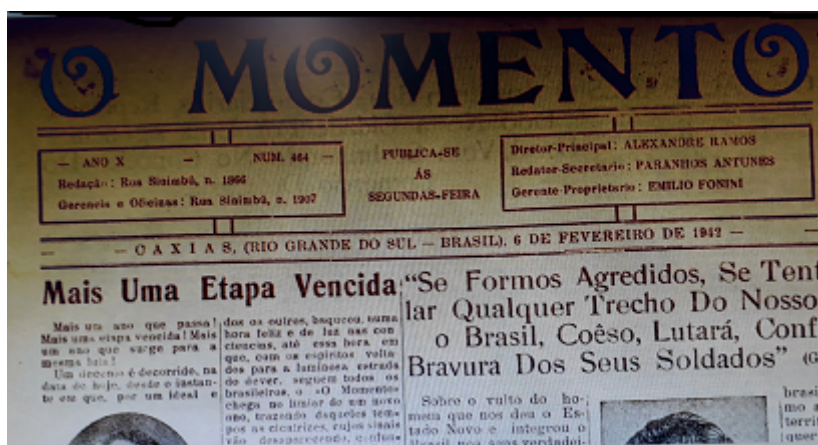 O MOMENTO
— ANO X — NUM. 464 —
Redação: Rua Sinimbú, n. 1866
Gerencia e Oficinas: Rua Sinimbú, n. 1907
PUBLICA-SE
ÁS
SEGUNDAS-FEIRA
Diretor-Principal: ALEXANDRE RAMOS
Redator-Secretario: PARANHOS ANTUNES
Gerente-Proprietario: EMILIO FONINI
— CAXIAS, (RIO GRANDE DO SUL — BRASIL), 6 DE FEVEREIRO DE 1942 —
Mais Uma Etapa Vencida
Mais um ano que passa!
Mais uma etapa vencida! Mais
um ano que surge para a
mesma luta!
Um decenio é decorrido, na
data de hoje, desde o instan-
te em que, por um ideal e
dos os outros, baqueou, numa
hora feliz e de luz nas con-
ciencias, até essa hora em
que, com os espiritos volta-
dos para a luminosa estrada
do dever, seguem todos os
brasileiros, o «O Momento»
chega no limiar de um novo
ano, trazendo daqueles tem-
pos as cicatrizes, cujos sinais
vão desaparecendo,
"Se Formos Agredidos, Se Tent
lar Qualquer Trecho Do Nosso
o Brasil, Coêso, Lutará, Conf
Bravura Dos Seus Soldados"
Sobre o vulto do ho-
mem que nos deu o Es-
tado Novo e integrou o
Brasil nos seus
brasi
mo a
terri
quer